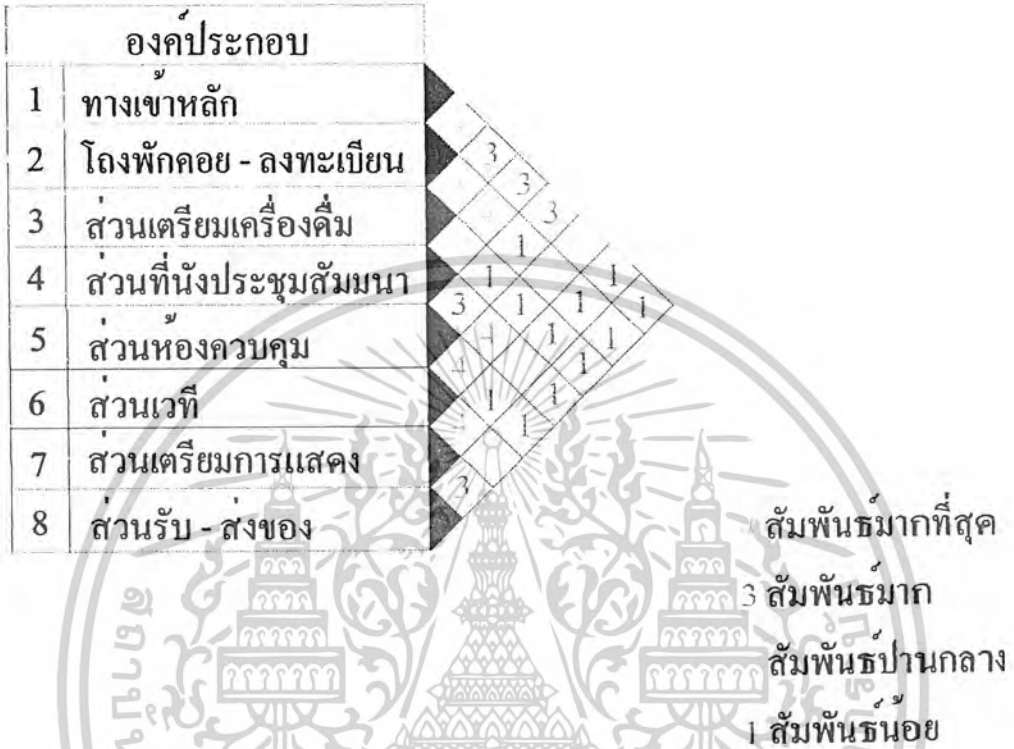 องค์ประกอบ
1 ทางเข้าหลัก
2 โถงพักคอย - ลงทะเบียน
3 ส่วนเตรียมเครื่องดื่ม
4 ส่วนที่นั่งประชุมสัมมนา
5 ส่วนห้องควบคุม
6 ส่วนเวที
7 ส่วนเตรียมการแสดง
8 ส่วนรับ - ส่งของ
3
3
3
1
1
1
3
1
1
1
4
1
1
4
1
1
1
1
3
สัมพันธ์มากที่สุด
3 สัมพันธ์มาก
สัมพันธ์ปานกลาง
1 สัมพันธ์น้อย